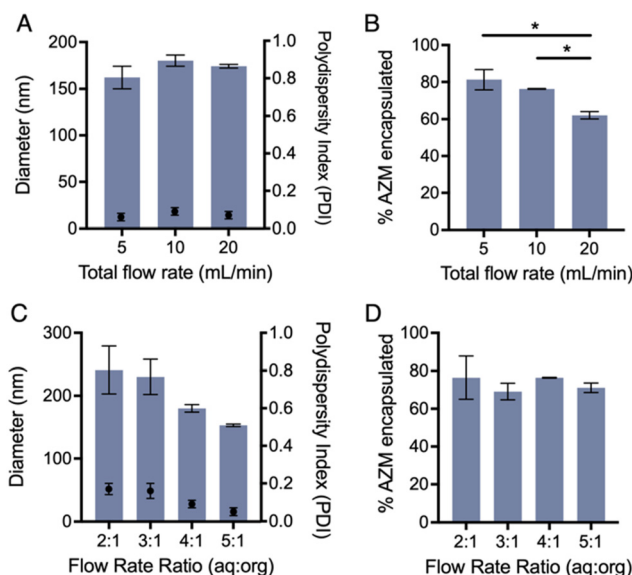 A
Diameter (nm)
200
150
100
50
0
1.0
0.8
0.6
0.4
0.2
0.0
Polydispersity Index (PDI)
5 10 20
Total flow rate (mL/min)
B
% AZM encapsulated
100
80
60
40
20
0
*
*
5 10 20
Total flow rate (mL/min)
C
Diameter (nm)
300
200
100
0
1.0
0.8
0.6
0.4
0.2
0.0
Polydispersity Index (PDI)
2:1 3:1 4:1 5:1
Flow Rate Ratio (aq:org)
D
% AZM encapsulated
100
80
60
40
20
0
2:1 3:1 4:1 5:1
Flow Rate Ratio (aq:org)